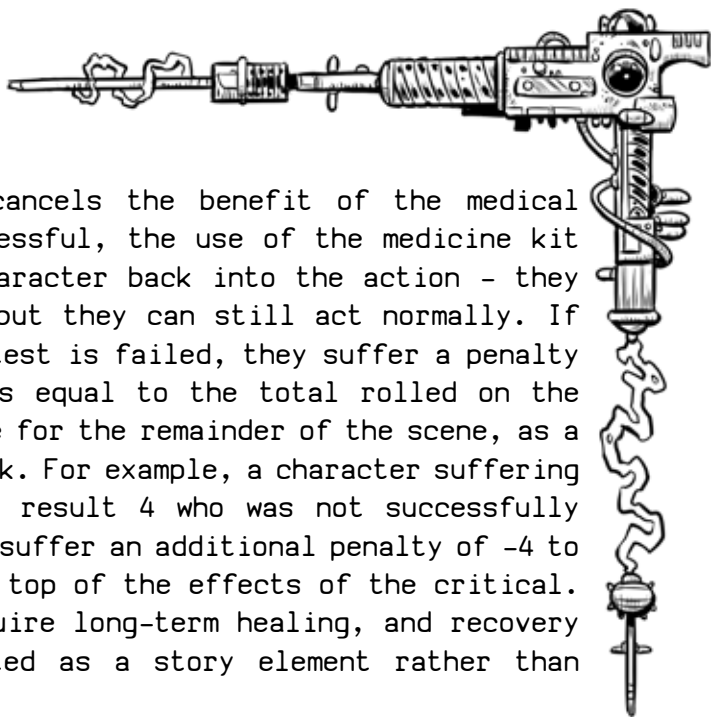 cancels the benefit of the medical
essful, the use of the medicine kit
aracter back into the action – they
but they can still act normally. If
test is failed, they suffer a penalty
s equal to the total rolled on the
e for the remainder of the scene, as a
k. For example, a character suffering
result 4 who was not successfully
suffer an additional penalty of -4 to
top of the effects of the critical.
uire long-term healing, and recovery
ted as a story element rather than